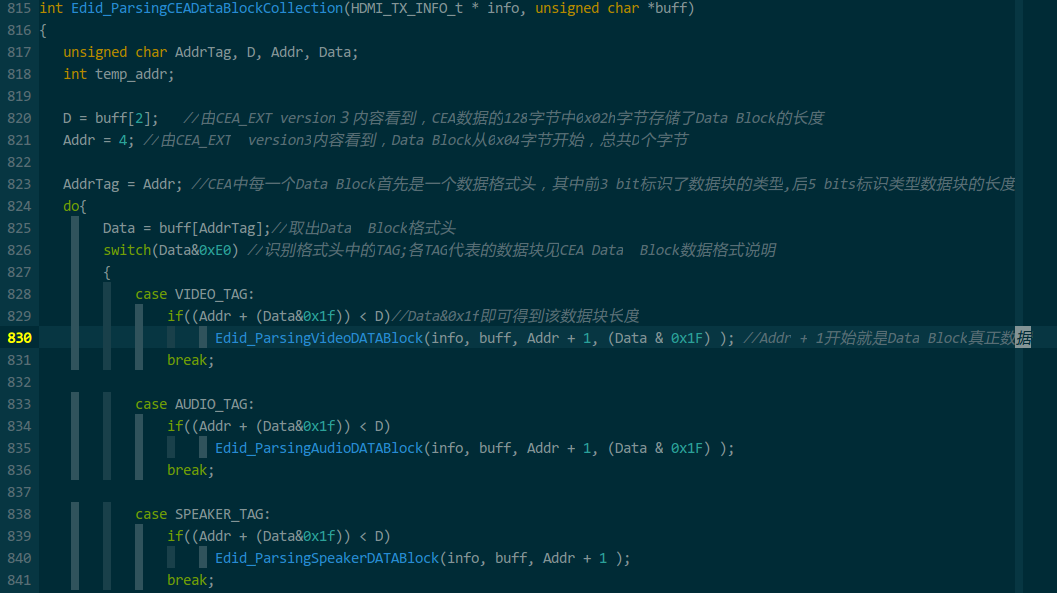 815 int Edid_ParsingCEADataBlockCollection(HDMI_TX_INFO_t * info, unsigned char *buff)
816 {
817 unsigned char AddrTag, D, Addr, Data;
818 int temp_addr;
819
820 D = buff[2]; //由CEA_EXT version 3 内容看到，CEA数据的128字节中0x02h字节存储了Data Block的长度
821 Addr = 4; //由CEA_EXT version3内容看到，Data Block从0x04字节开始，总共D个字节
822
823 AddrTag = Addr; //CEA中每一个Data Block首先是一个数据格式头，其中前3 bit标识了数据块的类型,后5 bits标识类型数据块的长度
824 do{
825 Data = buff[AddrTag];//取出Data Block格式头
826 switch(Data&0xE0) //识别格式头中的TAG;各TAG代表的数据块见CEA Data Block数据格式说明
827 {
828 case VIDEO_TAG:
829 if((Addr + (Data&0x1f)) < D)//Data&0x1f即可得到该数据块长度
830 Edid_ParsingVideoDATABlock(info, buff, Addr + 1, (Data & 0x1F) ); //Addr + 1开始就是Data Block真正数据
831 break;
832
833 case AUDIO_TAG:
834 if((Addr + (Data&0x1f)) < D)
835 Edid_ParsingAudioDATABlock(info, buff, Addr + 1, (Data & 0x1F) );
836 break;
837
838 case SPEAKER_TAG:
839 if((Addr + (Data&0x1f)) < D)
840 Edid_ParsingSpeakerDATABlock(info, buff, Addr + 1 );
841 break;